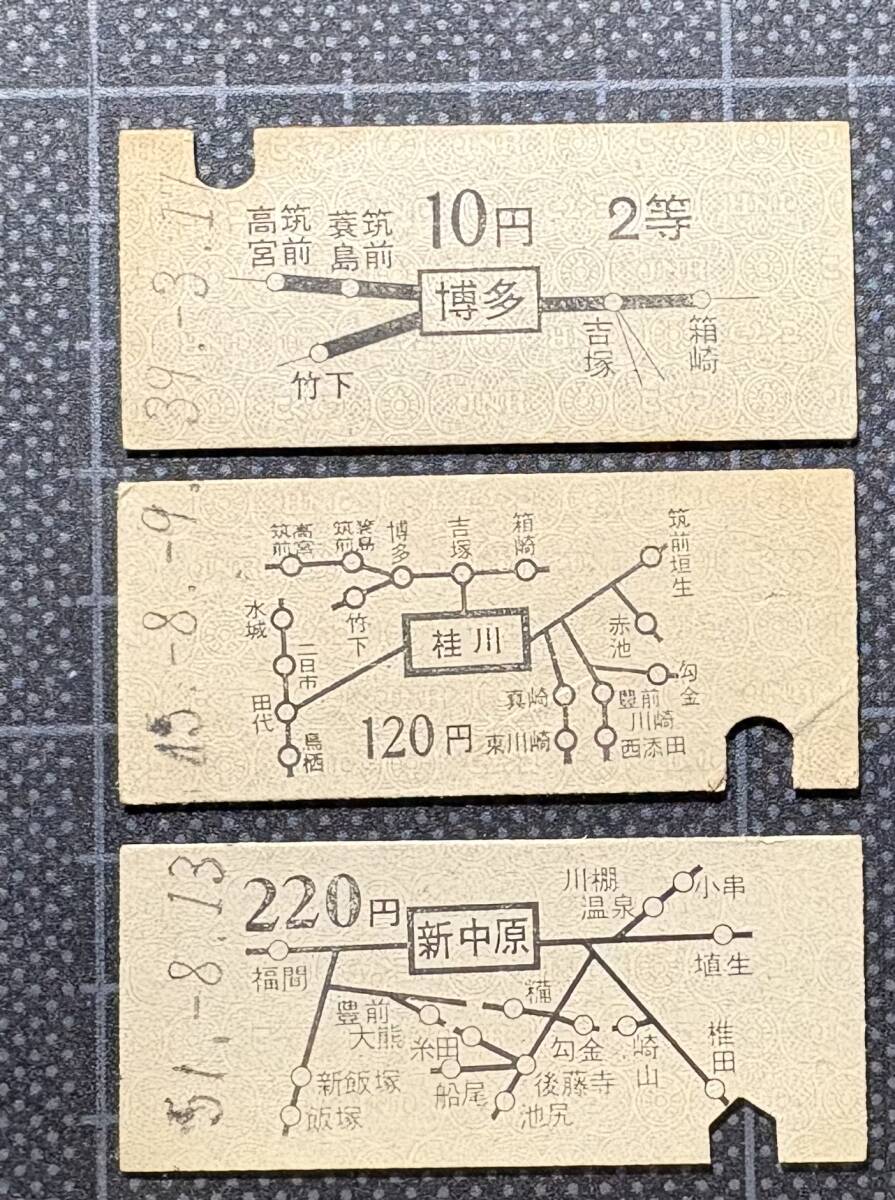 39.-3.17
10円 2等
筑前高宮
筑前簑島
博多
吉塚
箱崎
竹下
45.-8.-9
筑前高宮
筑前簑島
博多
吉塚
箱崎
筑前垣生
水城
竹下
桂川
赤池
二日市
勾金
田代
真崎
豊前川崎
鳥栖
120円
東川崎
西添田
51.-8.13
220円
新中原
川棚温泉
小串
福間
埴生
豊前大熊
糸田
勾金
崎山
椎田
新飯塚
船尾
後藤寺
飯塚
池尻